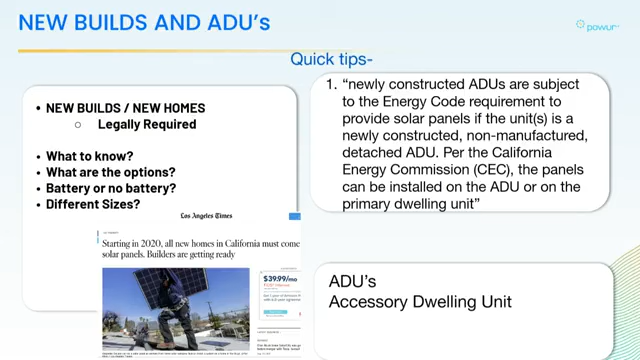 NEW BUILDS AND ADU's
powur
Quick tips-
• NEW BUILDS / NEW HOMES
○ Legally Required
• What to know?
• What are the options?
• Battery or no battery?
• Different Sizes?
Los Angeles Times
Starting in 2020, all new homes in California must come
solar panels. Builders are getting ready
$39.99/mo
1. “newly constructed ADUs are subject
to the Energy Code requirement to
provide solar panels if the unit(s) is a
newly constructed, non-manufactured,
detached ADU. Per the California
Energy Commission (CEC), the panels
can be installed on the ADU or on the
primary dwelling unit”
ADU’s
Accessory Dwelling Unit